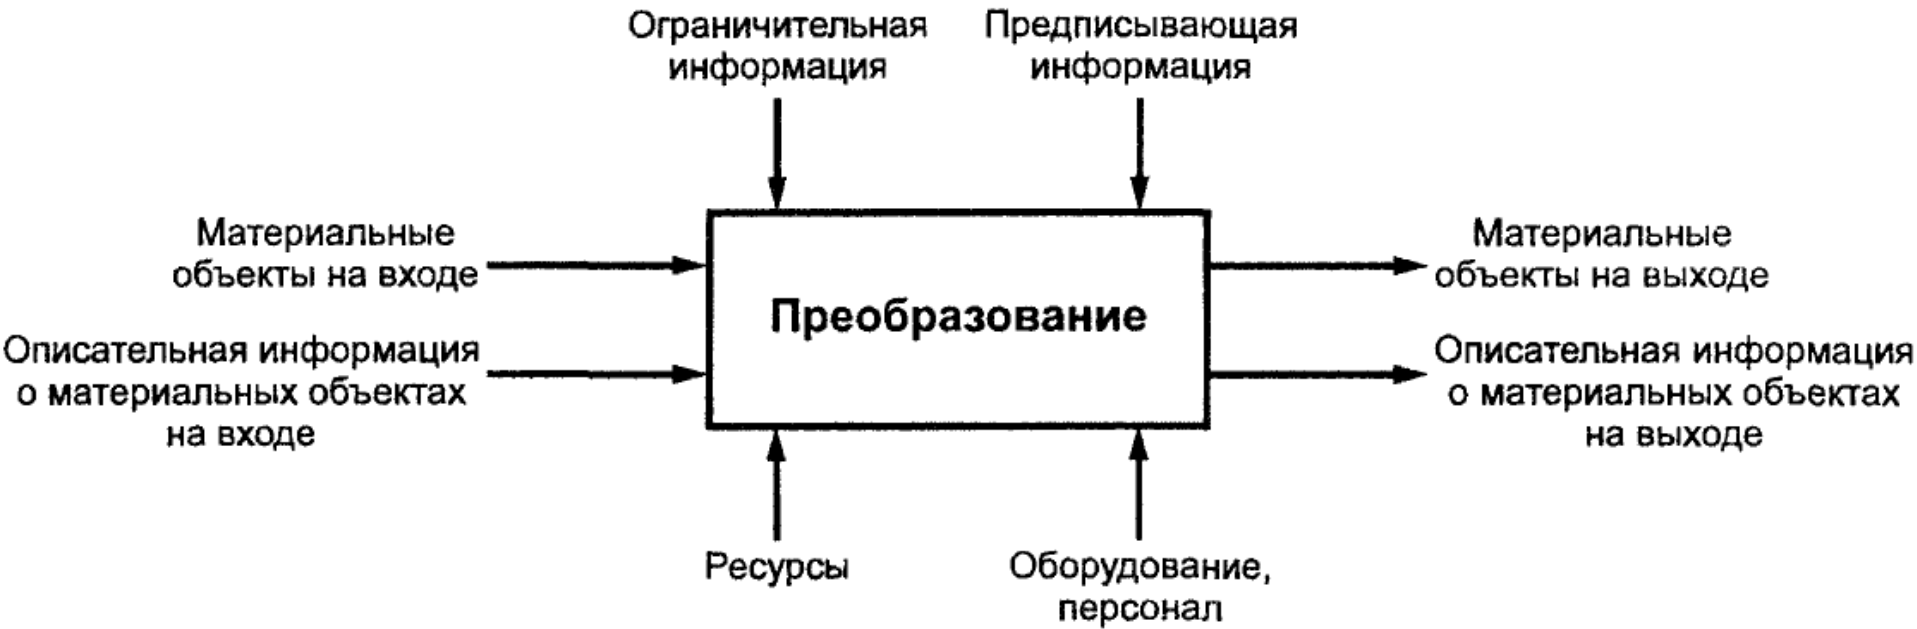 Ограничительная
информация
Предписывающая
информация
Материальные
объекты на входе
Описательная информация
о материальных объектах
на входе
Преобразование
Материальные
объекты на выходе
Описательная информация
о материальных объектах
на выходе
Ресурсы
Оборудование,
персонал